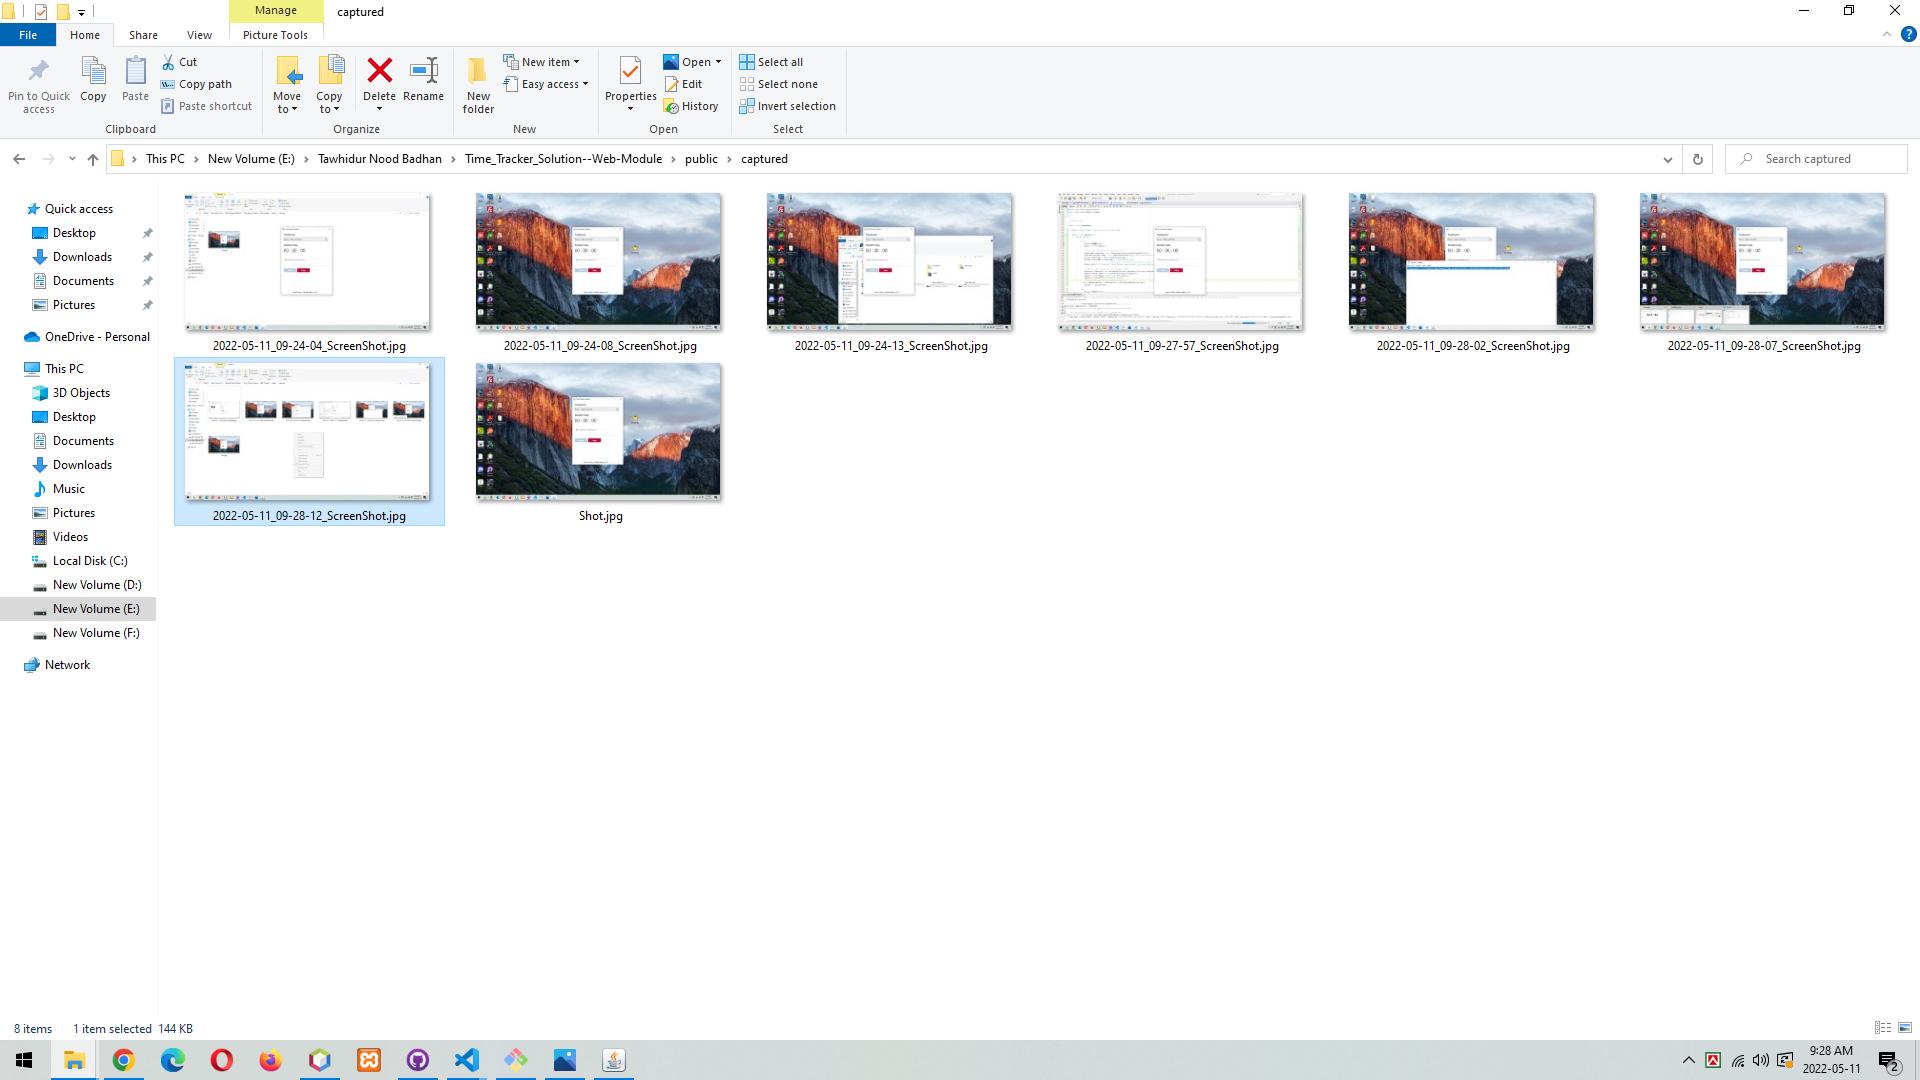 Manage
captured
File
Home
Share
View
Picture Tools
Pin to Quick access
Copy
Paste
Cut
Copy path
Paste shortcut
Clipboard
Move to
Copy to
Delete
Rename
Organize
New folder
New item
Easy access
New
Properties
Open
Edit
History
Open
Select all
Select none
Invert selection
Select
This PC > New Volume (E:) > Tawhidur Nood Badhan > Time_Tracker_Solution--Web-Module > public > captured
Search captured
Quick access
Desktop
Downloads
Documents
Pictures
OneDrive - Personal
This PC
3D Objects
Desktop
Documents
Downloads
Music
Pictures
Videos
Local Disk (C:)
New Volume (D:)
New Volume (E:)
New Volume (F:)
Network
2022-05-11_09-24-04_ScreenShot.jpg
2022-05-11_09-24-08_ScreenShot.jpg
2022-05-11_09-24-13_ScreenShot.jpg
2022-05-11_09-27-57_ScreenShot.jpg
2022-05-11_09-28-02_ScreenShot.jpg
2022-05-11_09-28-07_ScreenShot.jpg
2022-05-11_09-28-12_ScreenShot.jpg
Shot.jpg
8 items 1 item selected 144 KB
9:28 AM
2022-05-11
2